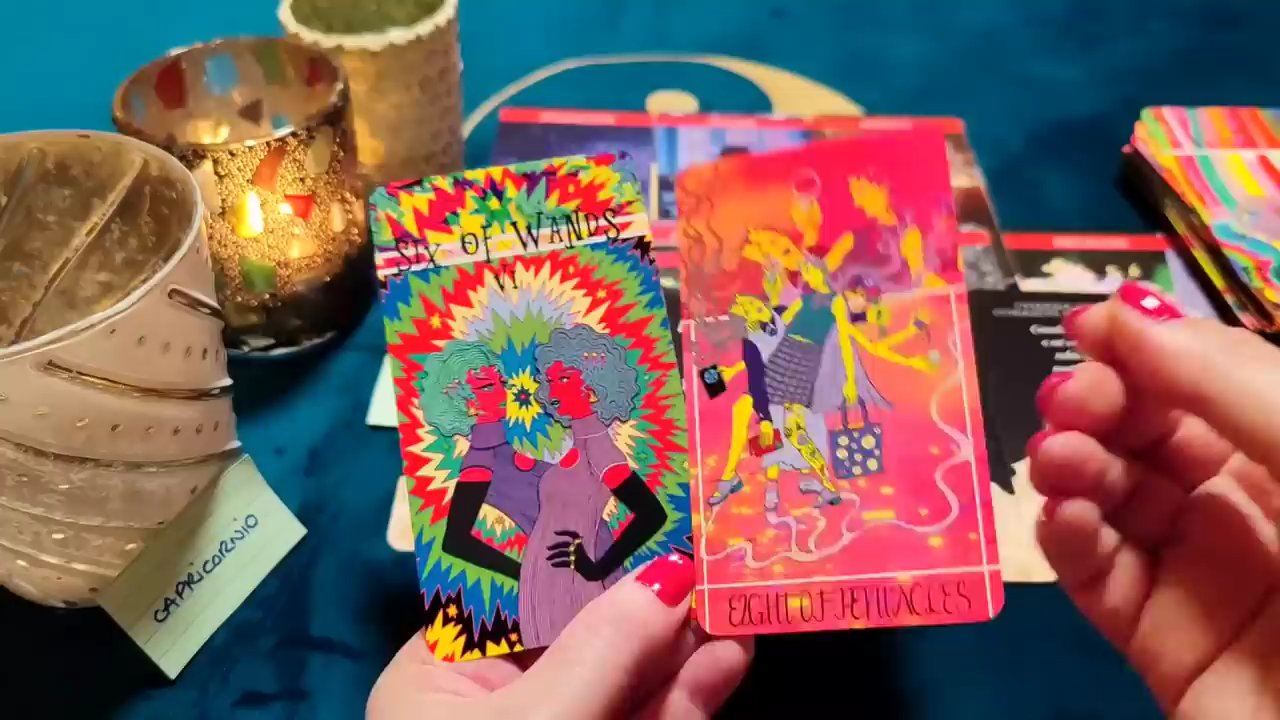 SIX OF WANDS
VI
EIGHT OF PENTACLES
CAPRICORNIO